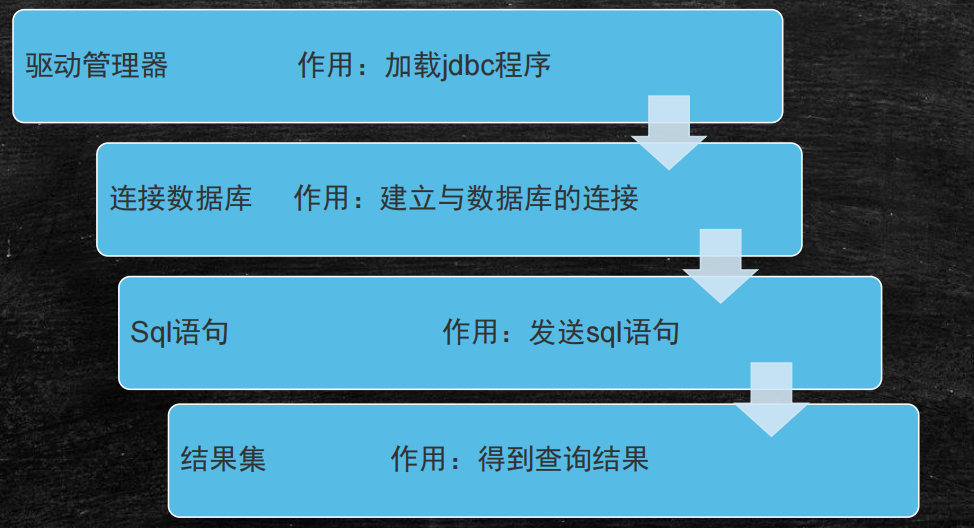 驱动管理器 作用：加载jdbc程序
连接数据库 作用：建立与数据库的连接
Sql语句 作用：发送sql语句
结果集 作用：得到查询结果